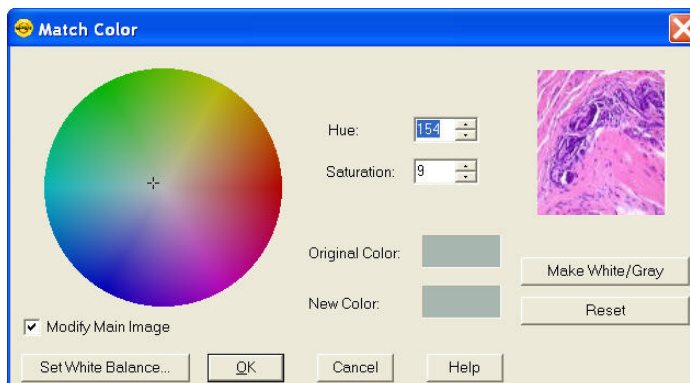 Match Color
Hue: 154
Saturation: 9
Original Color:
New Color:
Make White/Gray
Reset
Modify Main Image
Set White Balance... OK Cancel Help